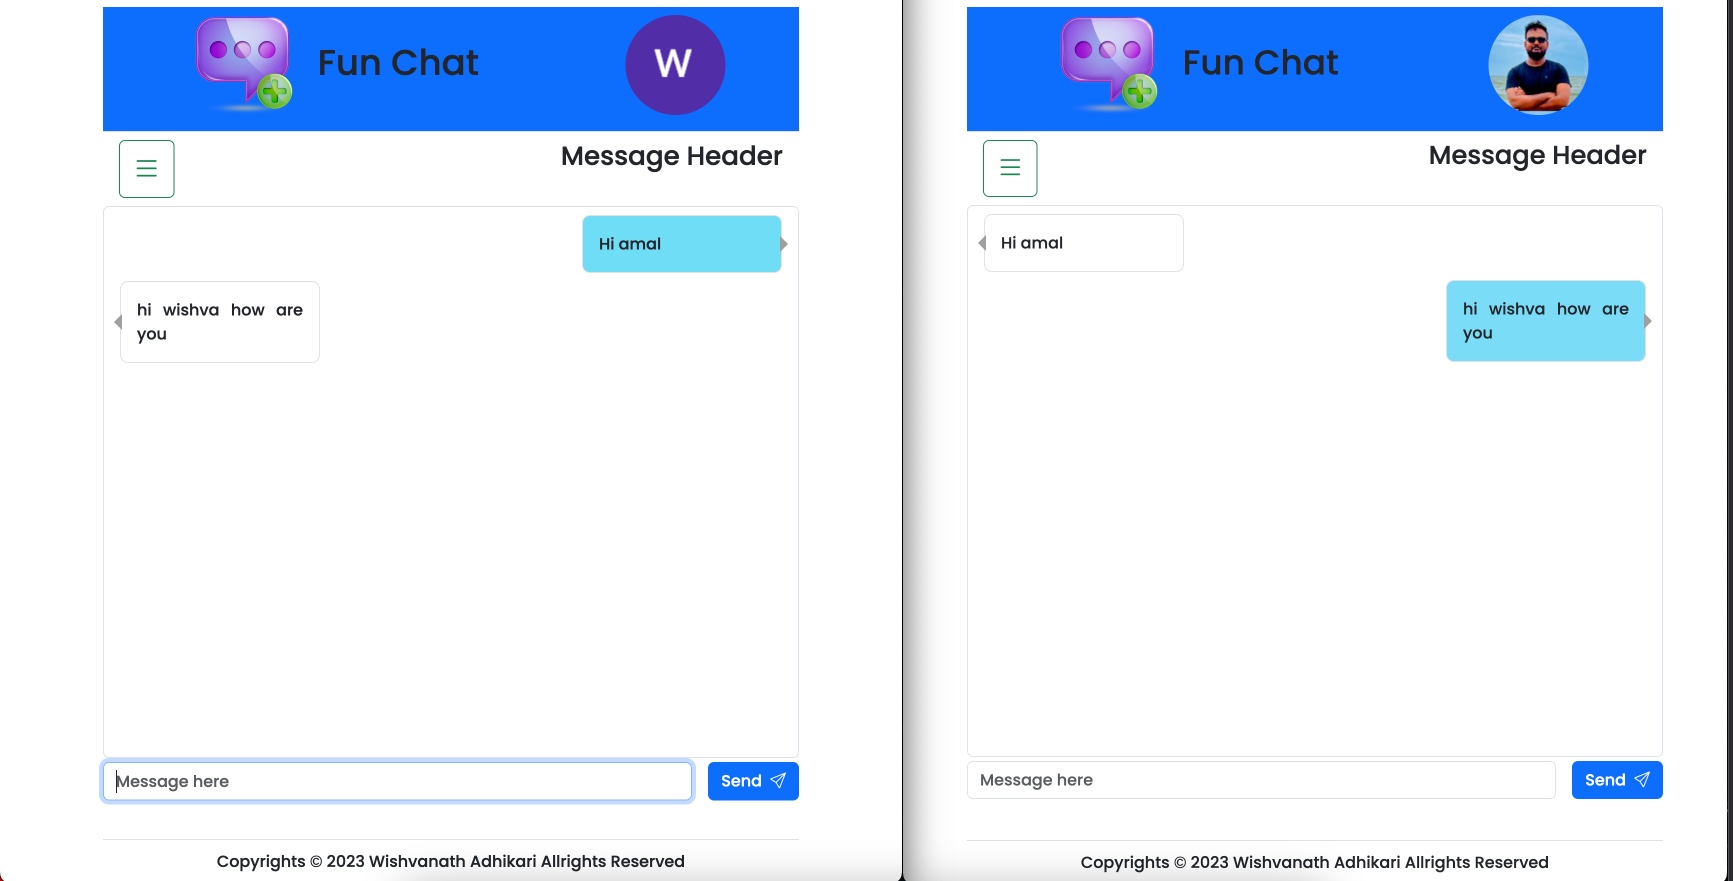 Fun Chat
W
Message Header
Hi amal
hi wishva how are
you
Message here
Send
Copyrights © 2023 Wishvanath Adhikari Allrights Reserved
Fun Chat
Message Header
Hi amal
hi wishva how are
you
Message here
Send
Copyrights © 2023 Wishvanath Adhikari Allrights Reserved